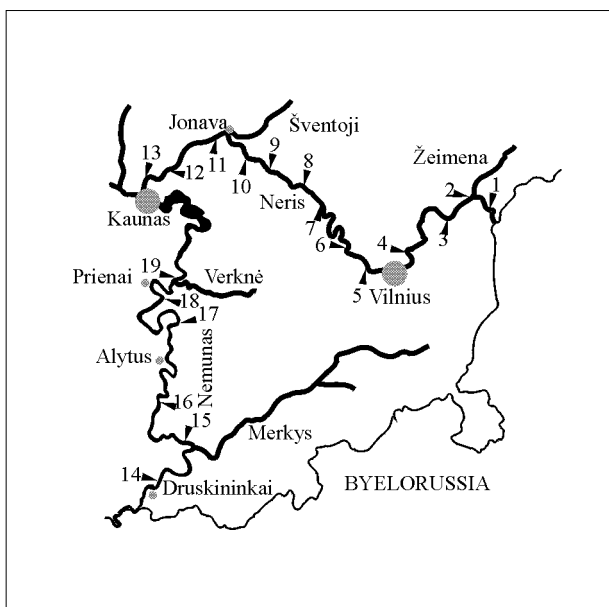 Jonava
Šventoji
13
12
11
10
9
8
Žeimena
2
1
Kaunas
Neris
7
6
4
3
5
Vilnius
19
Prienai
Verknė
18
17
Alytus
Nemunas
16
15
Merkys
14
Druskininkai
BYELORUSSIA